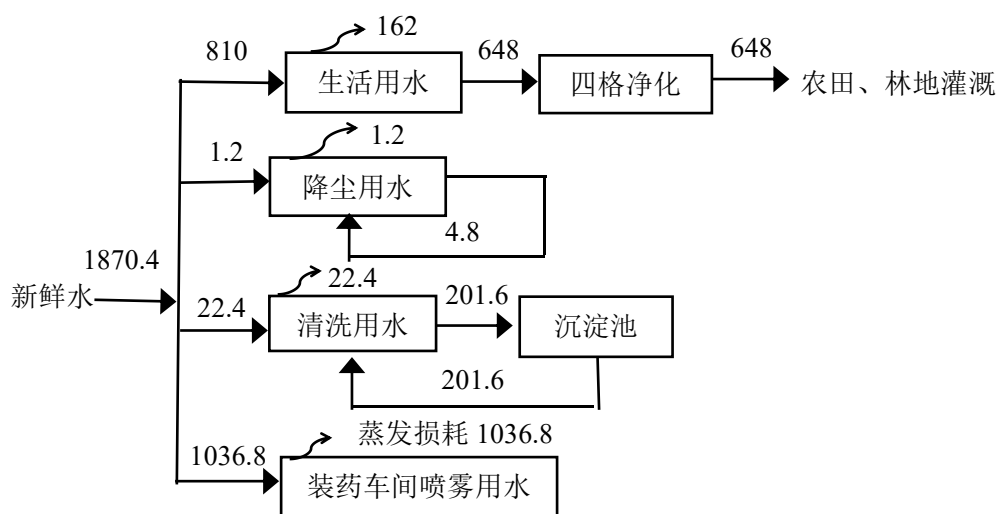 162
810
648
648
生活用水
四格净化
农田、林地灌溉
1.2
1.2
降尘用水
4.8
1870.4
新鲜水
22.4
22.4
201.6
清洗用水
沉淀池
201.6
蒸发损耗 1036.8
1036.8
装药车间喷雾用水